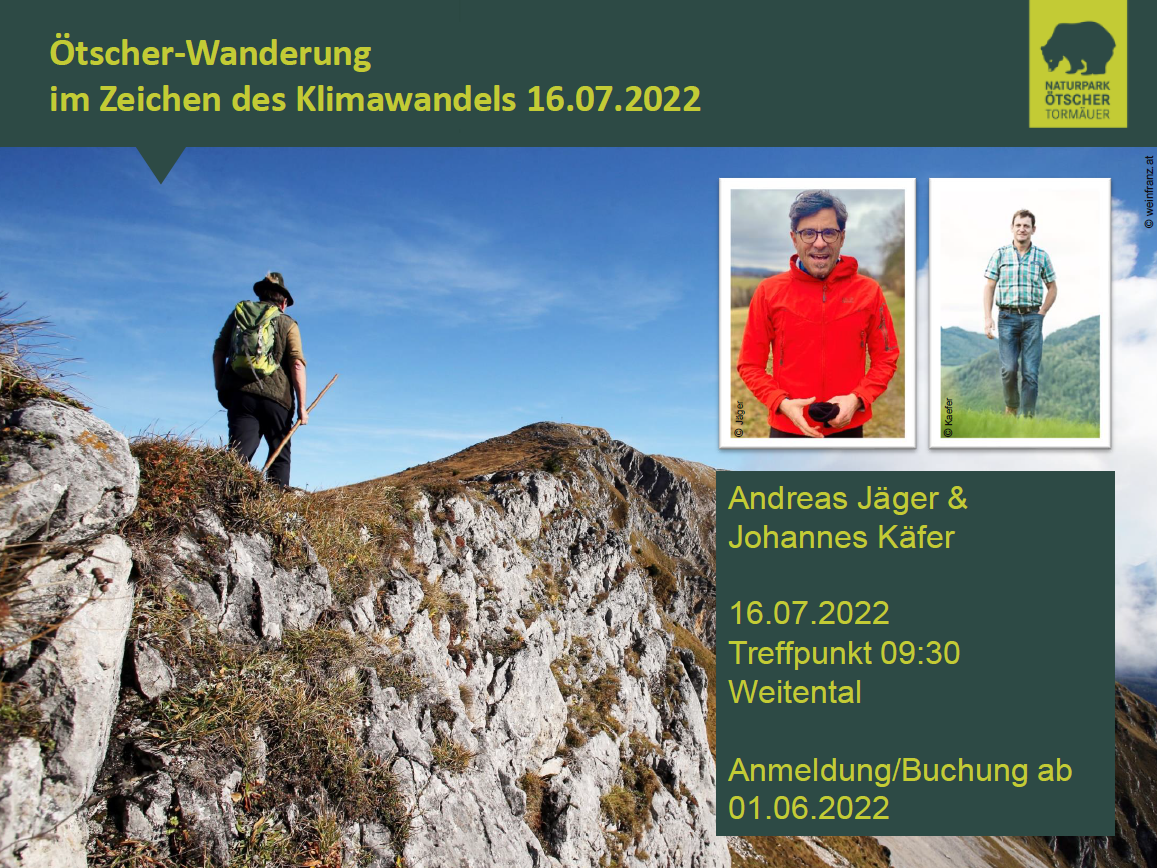 Ötscher-Wanderung
im Zeichen des Klimawandels 16.07.2022
NATURPARK
ÖTSCHER
TORMÄUER
© weinfranz.at
© Jäger
© Kaefer
Andreas Jäger &
Johannes Käfer
16.07.2022
Treffpunkt 09:30
Weitental
Anmeldung/Buchung ab
01.06.2022